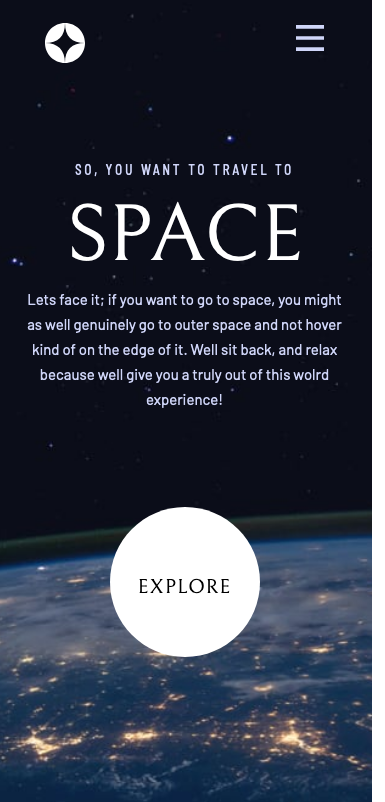 SO, YOU WANT TO TRAVEL TO
SPACE
Lets face it; if you want to go to space, you might
as well genuinely go to outer space and not hover
kind of on the edge of it. Well sit back, and relax
because well give you a truly out of this wolrd
experience!
EXPLORE